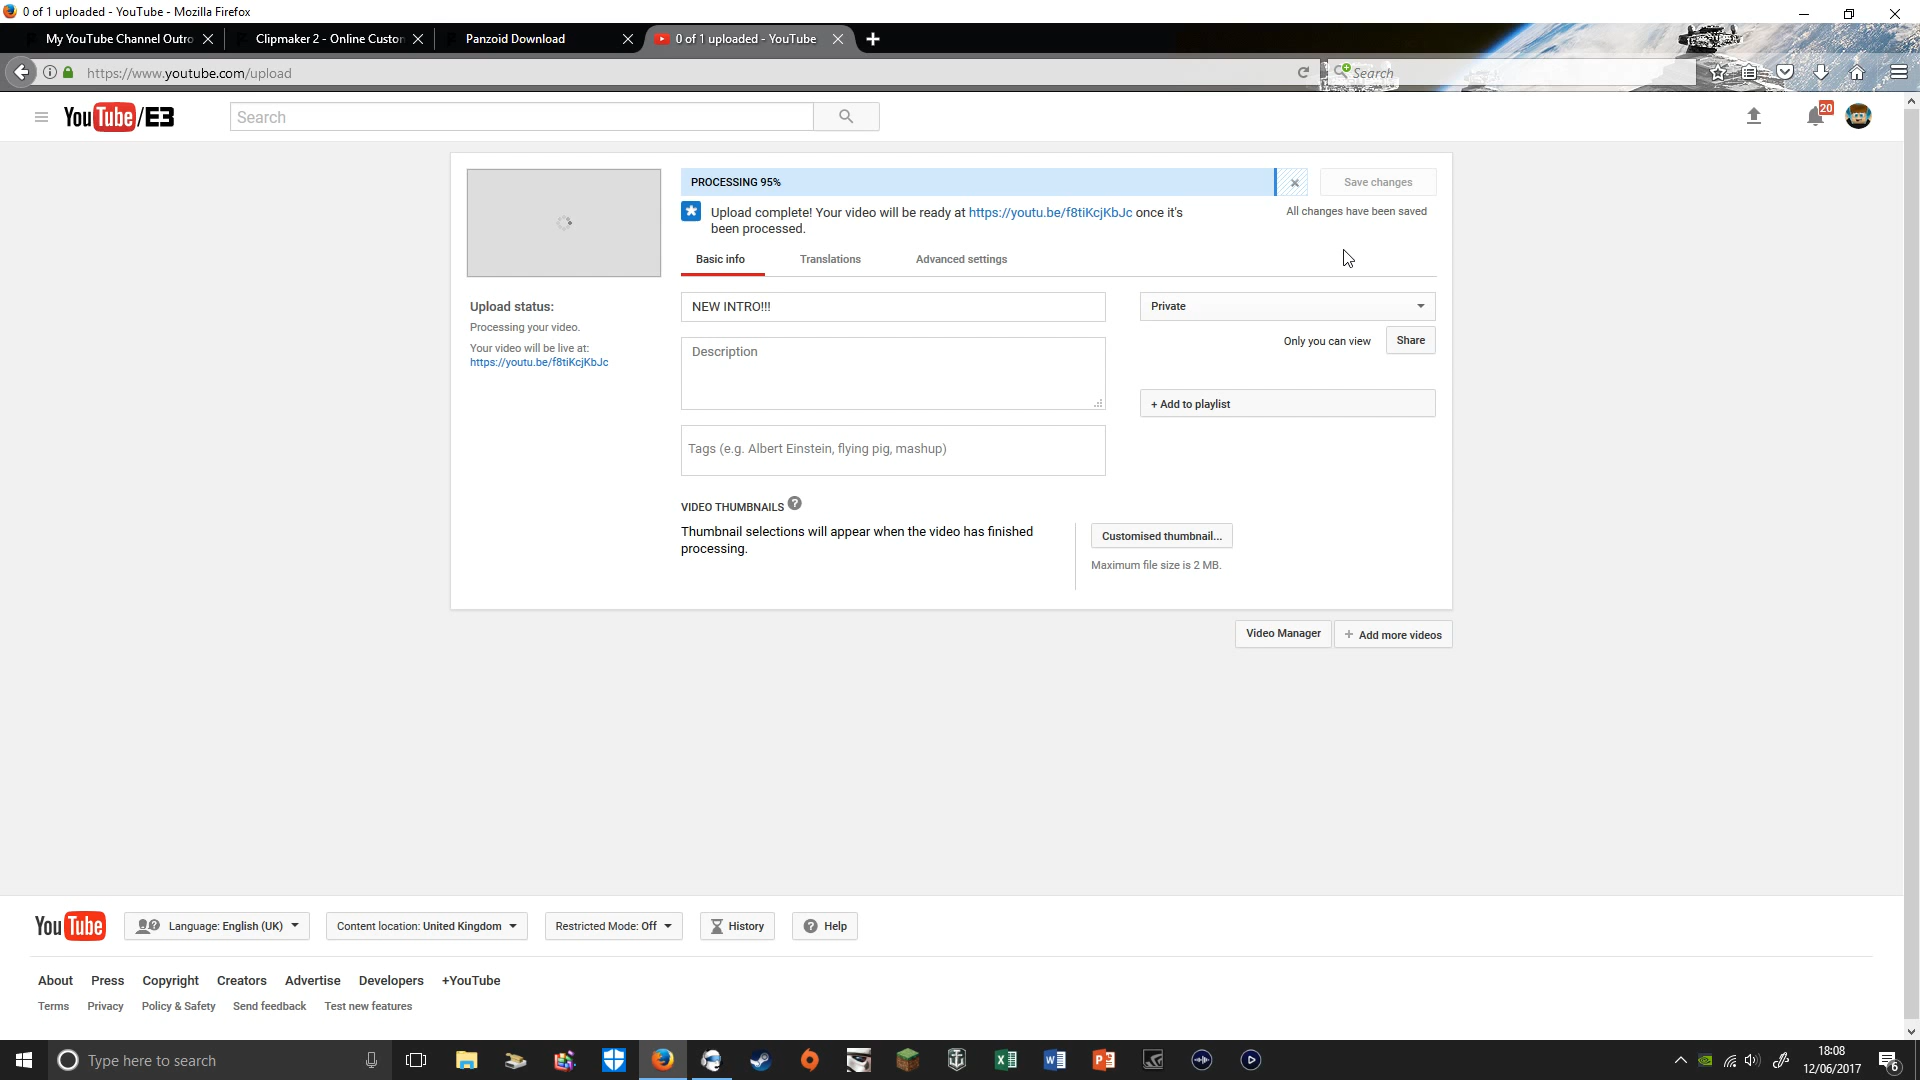 0 of 1 uploaded - YouTube - Mozilla Firefox
My YouTube Channel Outro
Clipmaker 2 - Online Custon
Panzoid Download
0 of 1 uploaded - YouTube
https://www.youtube.com/upload
Search
YouTube/E3
Search
20
PROCESSING 95%
Save changes
Upload complete! Your video will be ready at https://youtu.be/f8tiKcjKbJc once it's
been processed.
All changes have been saved
Basic info
Translations
Advanced settings
Upload status:
Processing your video.
Your video will be live at:
https://youtu.be/f8tiKcjKbJc
NEW INTRO!!!
Private
Description
Only you can view
Share
+ Add to playlist
Tags (e.g. Albert Einstein, flying pig, mashup)
VIDEO THUMBNAILS ?
Thumbnail selections will appear when the video has finished
processing.
Customised thumbnail...
Maximum file size is 2 MB.
Video Manager
+ Add more videos
YouTube
Language: English (UK)
Content location: United Kingdom
Restricted Mode: Off
History
Help
About Press Copyright Creators Advertise Developers +YouTube
Terms Privacy Policy & Safety Send feedback Test new features
Type here to search
18:08
12/06/2017
6